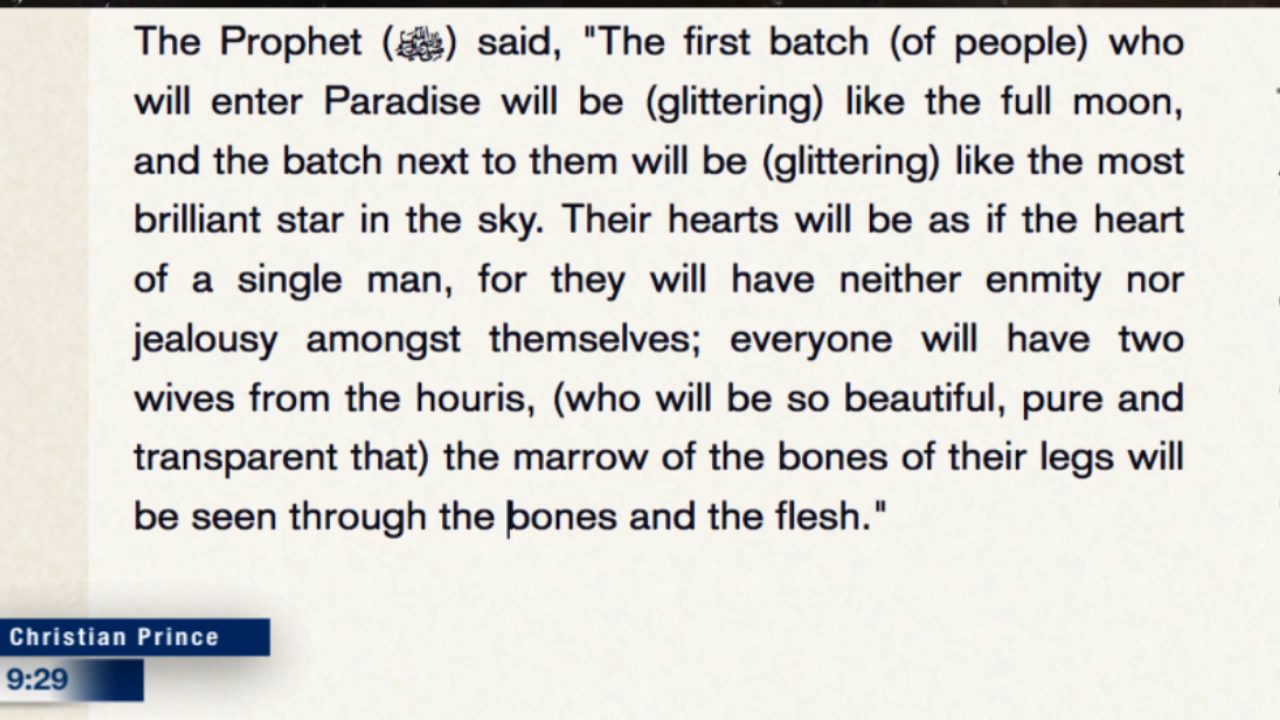 The Prophet (ﷺ) said, "The first batch (of people) who
will enter Paradise will be (glittering) like the full moon,
and the batch next to them will be (glittering) like the most
brilliant star in the sky. Their hearts will be as if the heart
of a single man, for they will have neither enmity nor
jealousy amongst themselves; everyone will have two
wives from the houris, (who will be so beautiful, pure and
transparent that) the marrow of the bones of their legs will
be seen through the bones and the flesh."
Christian Prince
9:29